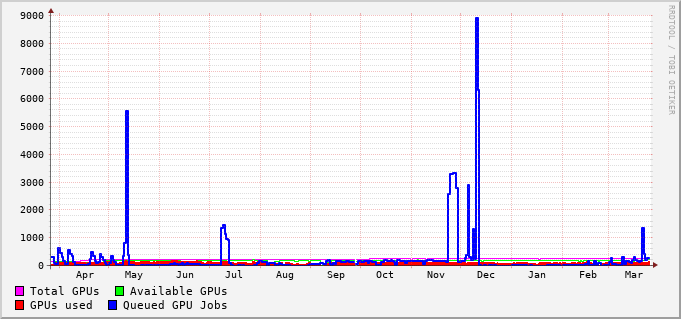 9000
8000
7000
6000
5000
4000
3000
2000
1000
0
Apr May Jun Jul Aug Sep Oct Nov Dec Jan Feb Mar
Total GPUs Available GPUs
GPUs used Queued GPU Jobs
RRDTOOL / TOBI OETIKER